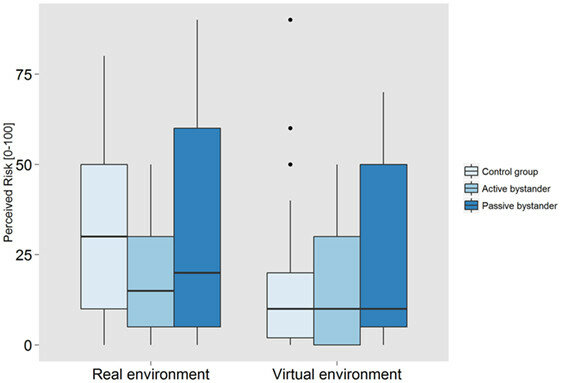 Perceived Risk [0-100]
75
50
25
0
Real environment
Virtual environment
Control group
Active bystander
Passive bystander